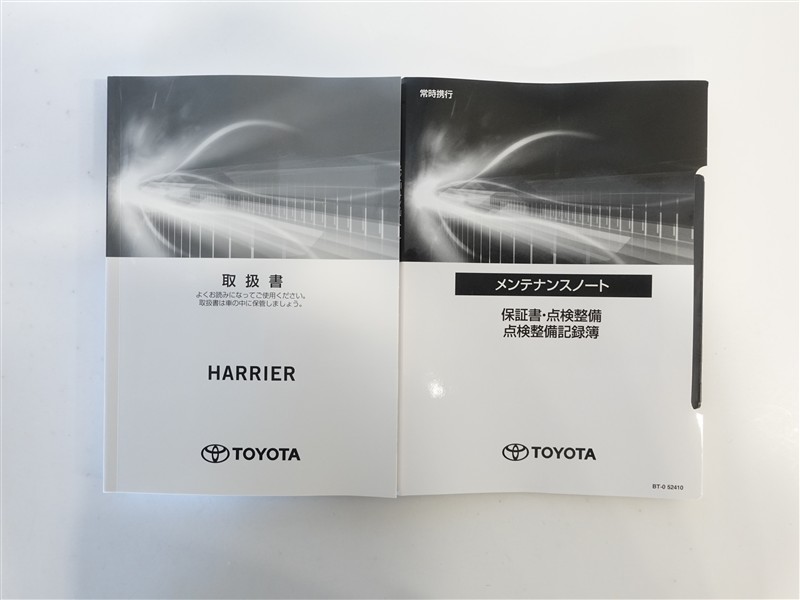 取扱書
よくお読みになってご使用ください。
取扱書は車の中に保管しましょう。
HARRIER
TOYOTA
常時携行
メンテナンスノート
保証書・点検整備
点検整備記録簿
TOYOTA
BT-0 52410